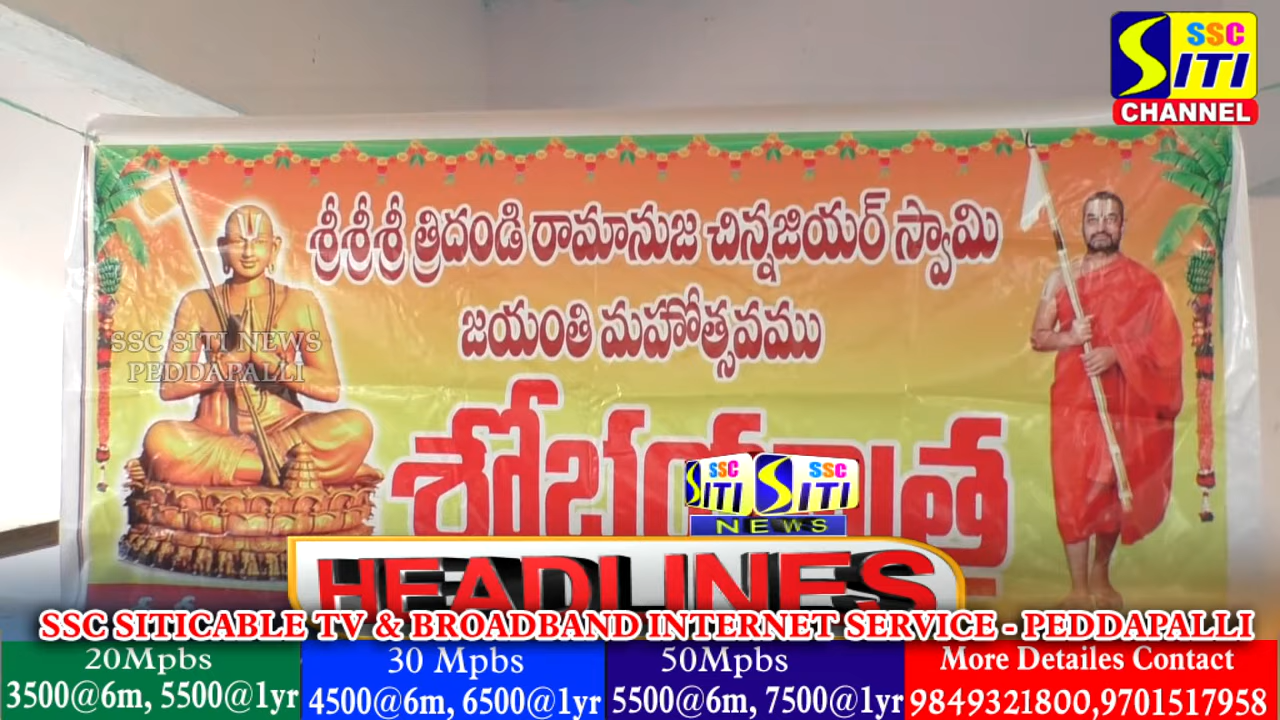 SSC
SITI
CHANNEL
శ్రీశ్రీశ్రీ త్రిదండి రామానుజ చిన్నజియర్ స్వామి
జయంతి మహోత్సవము
SSC SITI NEWS
PEDDAPALLI
శోభయాత్ర
SSC SSC
SITI SITI
NEWS
HEADLINES
SSC SITICABLE TV & BROADBAND INTERNET SERVICE - PEDDAPALLI
20Mpbs 30 Mpbs 50Mpbs More Detailes Contact
3500@6m, 5500@1yr 4500@6m, 6500@1yr 5500@6m, 7500@1yr 9849321800,9701517958